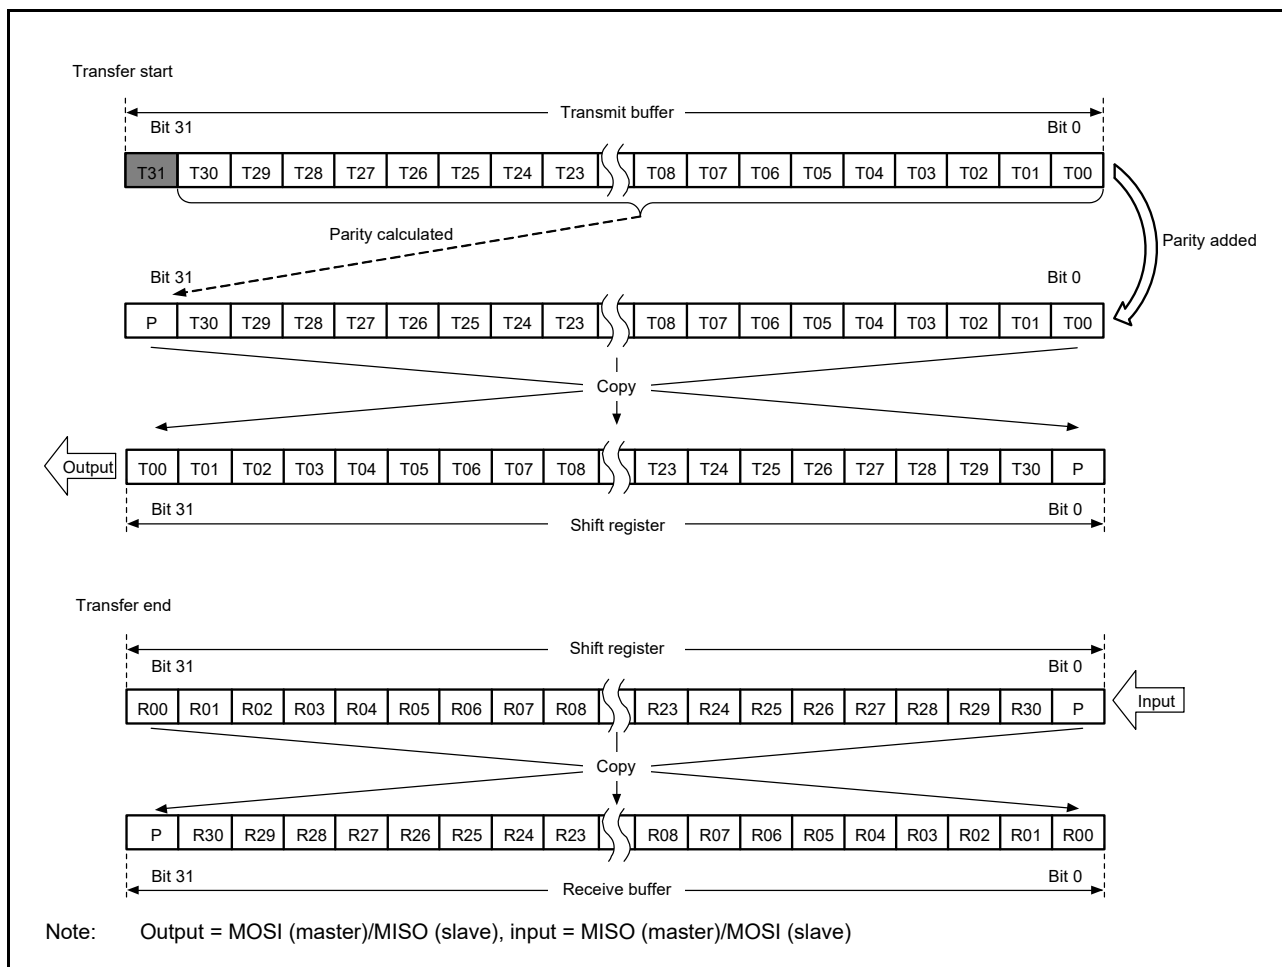 Transfer start
Transmit buffer
Bit 31 Bit 0
T31 T30 T29 T28 T27 T26 T25 T24 T23 T08 T07 T06 T05 T04 T03 T02 T01 T00
Parity calculated
Parity added
Bit 31 Bit 0
P T30 T29 T28 T27 T26 T25 T24 T23 T08 T07 T06 T05 T04 T03 T02 T01 T00
Copy
Output T00 T01 T02 T03 T04 T05 T06 T07 T08 T23 T24 T25 T26 T27 T28 T29 T30 P
Bit 31 Bit 0
Shift register
Transfer end
Shift register
Bit 31 Bit 0
R00 R01 R02 R03 R04 R05 R06 R07 R08 R23 R24 R25 R26 R27 R28 R29 R30 P Input
Copy
P R30 R29 R28 R27 R26 R25 R24 R23 R08 R07 R06 R05 R04 R03 R02 R01 R00
Bit 31 Bit 0
Receive buffer
Note: Output = MOSI (master)/MISO (slave), input = MISO (master)/MOSI (slave)